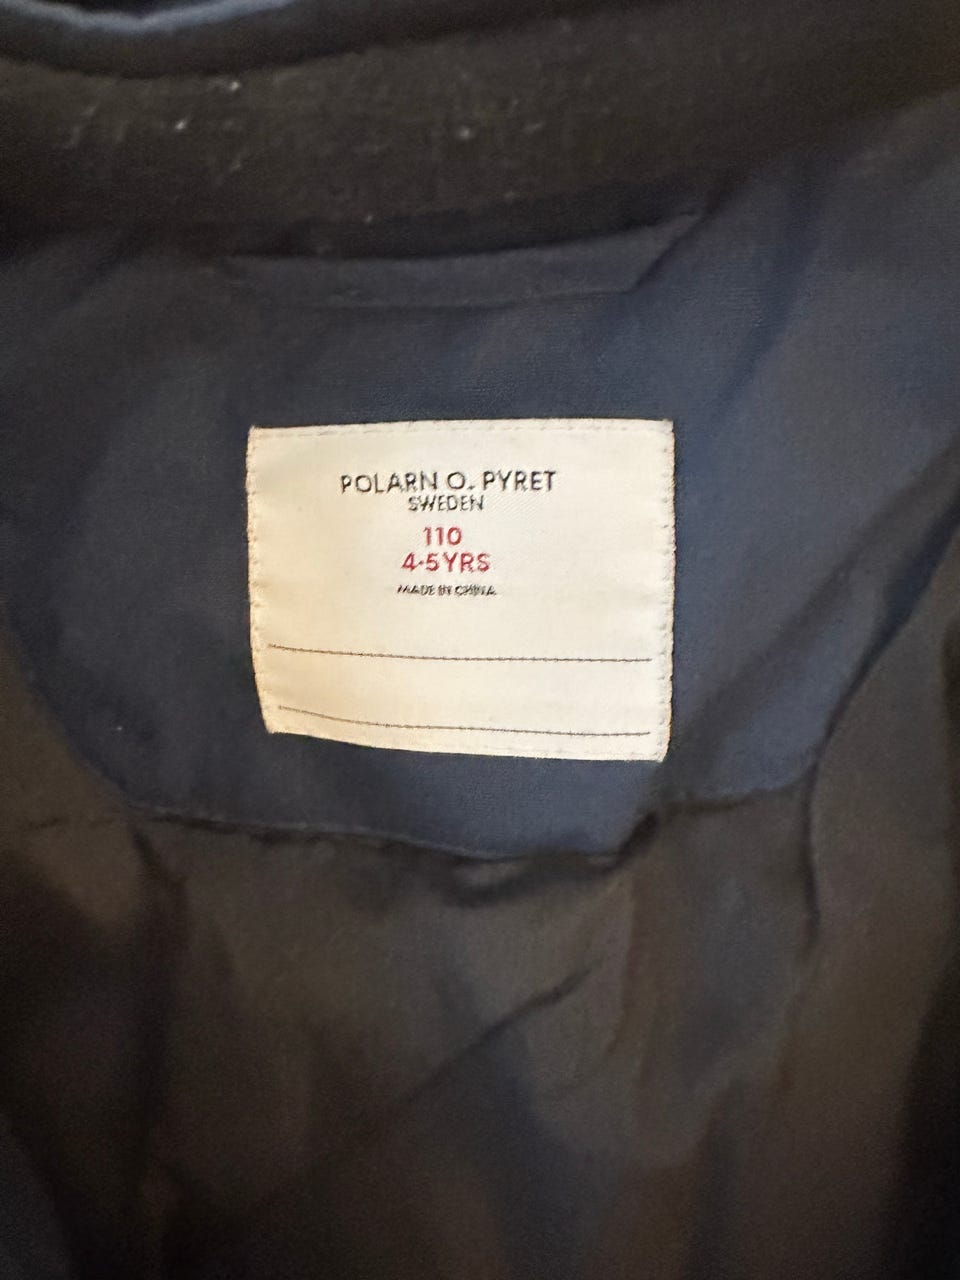 POLARN O. PYRET
SWEDEN
110
4-5YRS
MADE IN CHINA